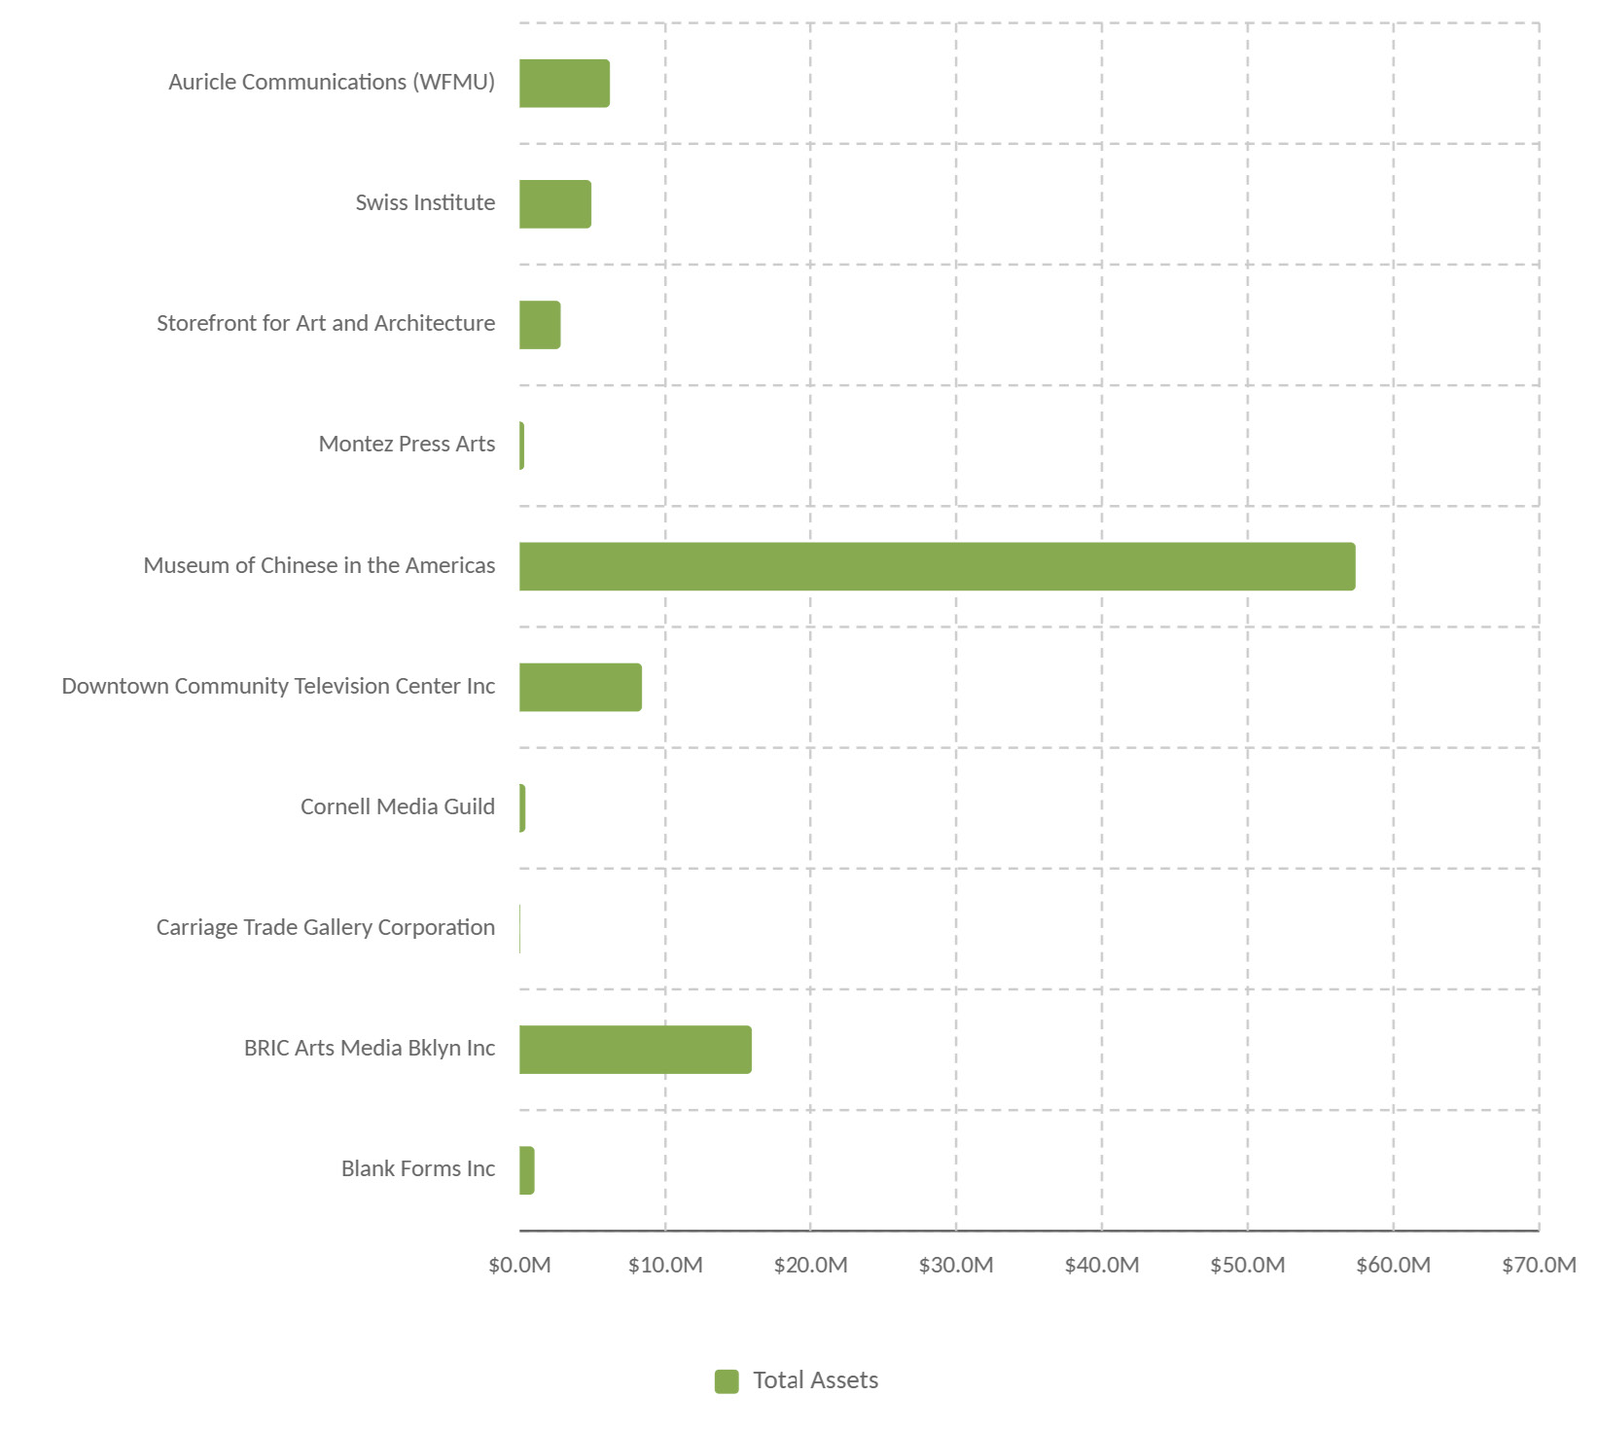 Auricle Communications (WFMU)
Swiss Institute
Storefront for Art and Architecture
Montez Press Arts
Museum of Chinese in the Americas
Downtown Community Television Center Inc
Cornell Media Guild
Carriage Trade Gallery Corporation
BRIC Arts Media Bklyn Inc
Blank Forms Inc
$0.0M $10.0M $20.0M $30.0M $40.0M $50.0M $60.0M $70.0M
Total Assets